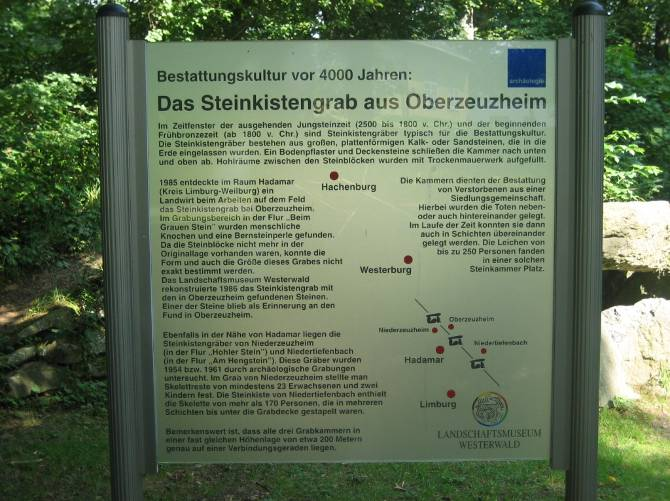 archäologie
Bestattungskultur vor 4000 Jahren:
Das Steinkistengrab aus Oberzeuzheim
Im Zeitfenster der ausgehenden Jungsteinzeit (2500 bis 1800 v. Chr.) und der beginnenden
Frühbronzezeit (ab 1800 v. Chr.) sind Steinkistengräber typisch für die Bestattungskultur.
Die Steinkistengräber bestehen aus großen, plattenförmigen Kalk- oder Sandsteinen, die in die
Erde eingelassen wurden. Ein Bodenpflaster und Deckensteine schließen die Kammer nach unten
und oben ab. Hohlräume zwischen den Steinblöcken wurden mit Trockenmauerwerk aufgefüllt.
1985 entdeckte im Raum Hadamar
(Kreis Limburg-Weilburg) ein
Landwirt beim Arbeiten auf dem Feld
das Steinkistengrab bei Oberzeuzheim.
Im Grabungsbereich in der Flur „Beim
Grauen Stein" wurden menschliche
Knochen und eine Bernsteinperle gefunden.
Da die Steinblöcke nicht mehr in der
Originallage vorhanden waren, konnte die
Form und auch die Größe dieses Grabes nicht
exakt bestimmt werden.
Das Landschaftsmuseum Westerwald
rekonstruierte 1986 das Steinkistengrab mit
den in Oberzeuzheim gefundenen Steinen.
Einer der Steine blieb als Erinnerung an den
Fund in Oberzeuzheim.
Ebenfalls in der Nähe von Hadamar liegen die
Steinkistengräber von Niederzeuzheim
(in der Flur „Hohler Stein") und Niedertiefenbach
(in der Flur „Am Hengstoin"). Diese Gräber wurden
1954 bzw. 1961 durch archäologische Grabungen
untersucht. Im Grab von Niederzeuzheim stellte man
Skelettreste von mindestens 23 Erwachsenen und zwei
Kindern fest. Die Steinkiste von Niedertiefenbach enthielt
die Skelette von mehr als 170 Personen, die in mehreren
Schichten bis unter die Grabdecke gestapelt waren.
Bemerkenswert ist, dass alle drei Grabkammern in
einer fast gleichen Höhenlage von etwa 200 Metern
genau auf einer Verbindungsgeraden liegen.
Hachenburg
Die Kammern dienten der Bestattung
von Verstorbenen aus einer
Siedlungsgemeinschaft.
Hierbei wurden die Toten neben-
oder auch hintereinander gelegt.
Im Laufe der Zeit konnten sie dann
auch in Schichten übereinander
gelegt werden. Die Leichen von
bis zu 250 Personen fanden
in einer solchen
Steinkammer Platz.
Westerburg
Oberzeuzheim
Niederzeuzheim
Niedertiefenbach
Hadamar
Limburg
LANDSCHAFTSMUSEUM
WESTERWALD